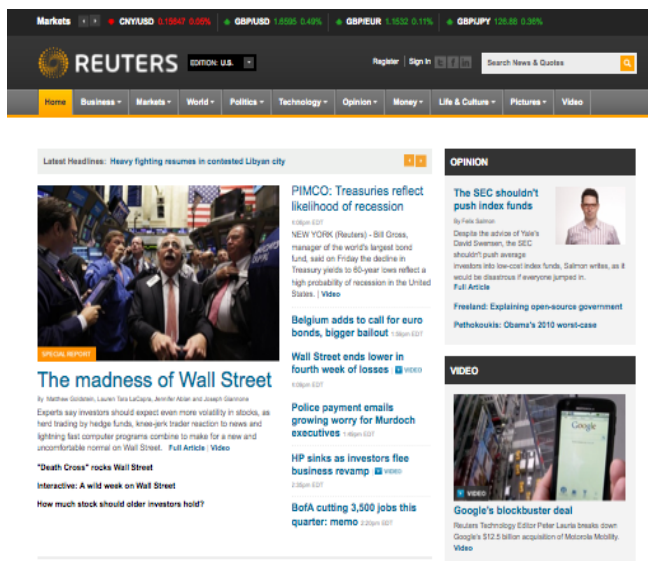 Markets
CNY/USD 0.15647 0.06%
GBP/USD 1.6595 0.49%
GBP/EUR 1.1532 0.11%
GBP/JPY 126.88 0.36%
REUTERS
EDITION: U.S.
Register
Sign In
Search News & Quotes
Home
Business
Markets
World
Politics
Technology
Opinion
Money
Life & Culture
Pictures
Video
Latest Headlines: Heavy fighting resumes in contested Libyan city
SPECIAL REPORT
The madness of Wall Street
By Matthew Goldstein, Lauren Tara LaCapra, Jennifer Ablan and Joseph Giannone
Experts say investors should expect even more volatility in stocks, as
herd trading by hedge funds, knee-jerk trader reaction to news and
lightning fast computer programs combine to make for a new and
uncomfortable normal on Wall Street. Full Article | Video
"Death Cross" rocks Wall Street
Interactive: A wild week on Wall Street
How much stock should older investors hold?
PIMCO: Treasuries reflect
likelihood of recession
EDT
NEW YORK (Reuters) - Bill Gross,
manager of the world's largest bond
fund, said on Friday the decline in
Treasury yields to 60-year lows reflect a
high probability of recession in the United
States. | Video
Belgium adds to call for euro
bonds, bigger bailout EDT
Wall Street ends lower in
fourth week of losses VIDEO
EDT
Police payment emails
growing worry for Murdoch
executives 1:49pm EDT
HP sinks as investors flee
business revamp VIDEO
EDT
BofA cutting 3,500 jobs this
quarter: memo 2:20pm EDT
OPINION
The SEC shouldn't
push index funds
By Felix Salmon
Despite the advice of Yale's
David Swensen, the SEC
shouldn't push average
investors into low-cost index funds, Salmon writes, as it
would be disastrous if everyone jumped in.
Full Article
Freeland: Explaining open-source government
Pethokoukis: Obama's 2010 worst-case
VIDEO
Google
VIDEO
Google's blockbuster deal
Reuters Technology Editor Peter Lauria breaks down
Google's $12.5 billion acquisition of Motorola Mobility.
Video